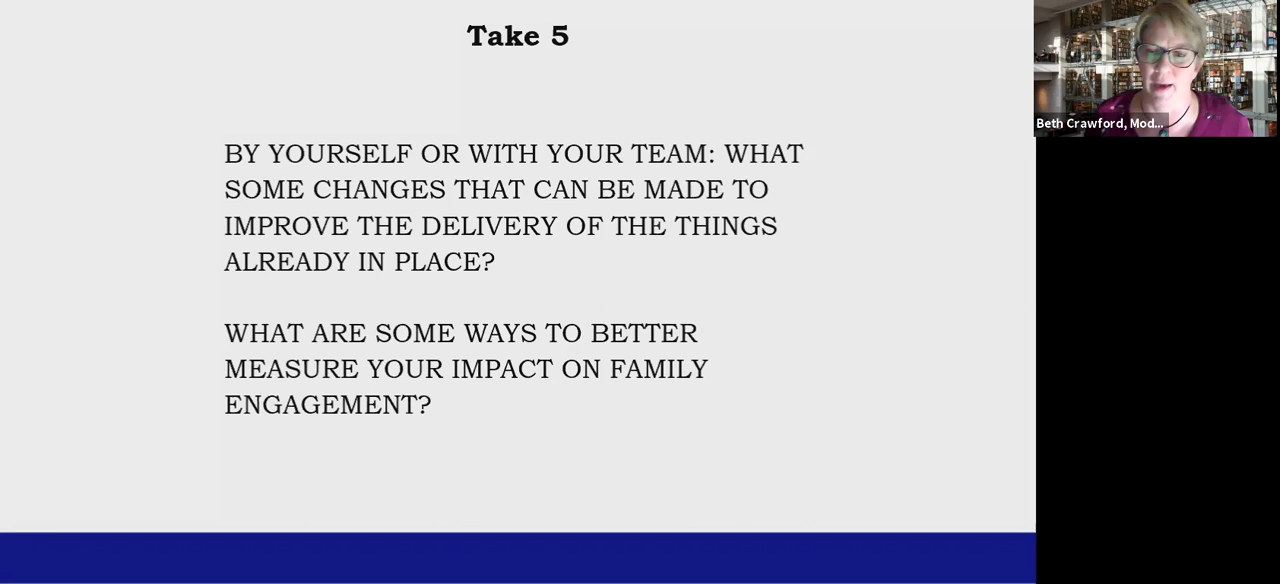 Take 5
BY YOURSELF OR WITH YOUR TEAM: WHAT
SOME CHANGES THAT CAN BE MADE TO
IMPROVE THE DELIVERY OF THE THINGS
ALREADY IN PLACE?
WHAT ARE SOME WAYS TO BETTER
MEASURE YOUR IMPACT ON FAMILY
ENGAGEMENT?
Beth Crawford, Mod...